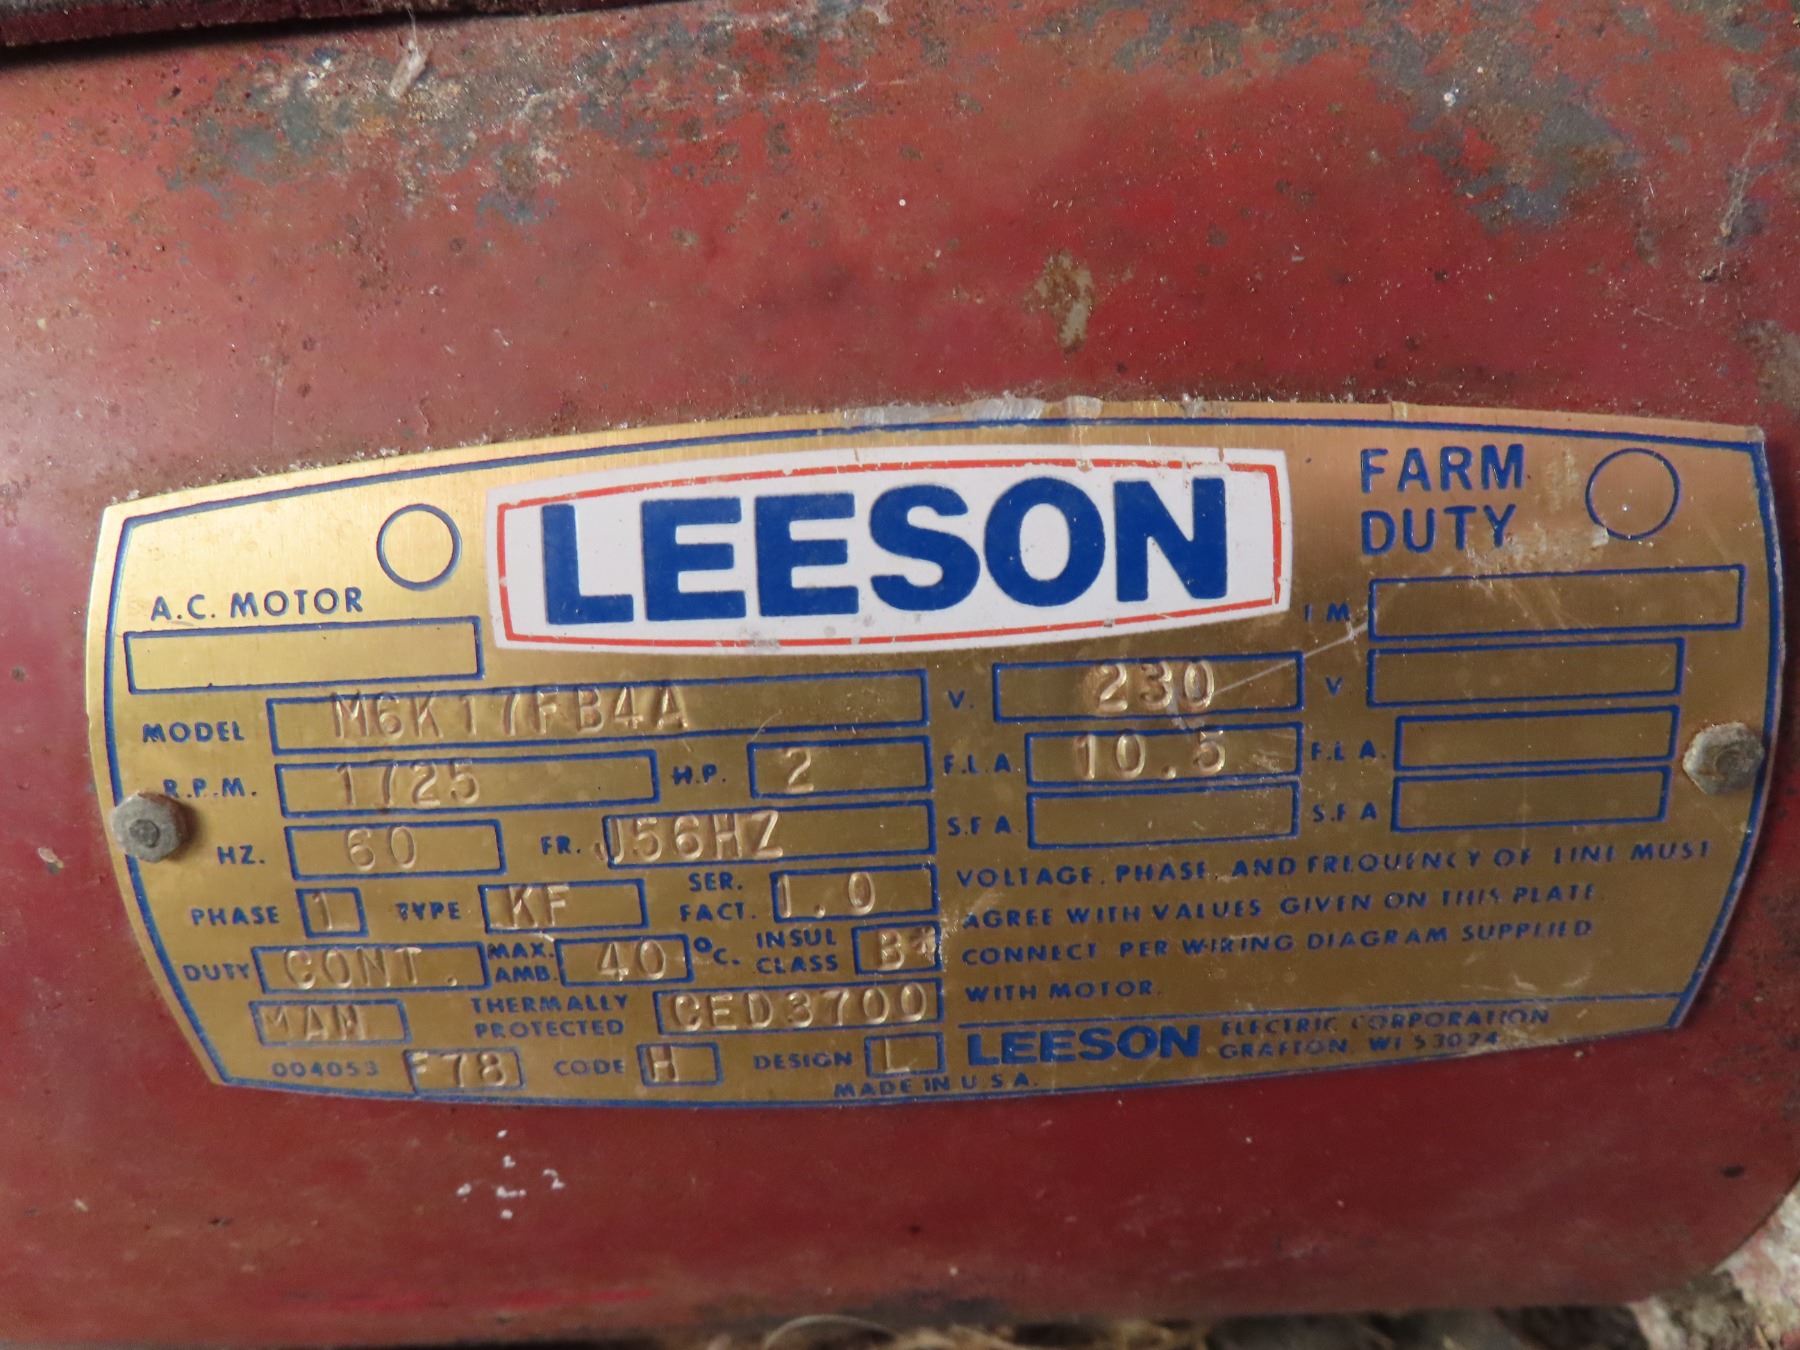 LEESON
FARM DUTY
A.C. MOTOR
MODEL M6K17FB4A
R.P.M. 1725 H.P. 2
HZ. 60 FR. J56HZ
PHASE 1 TYPE KF SER. FACT. 1.0
DUTY CONT. MAX. AMB. 40 °C. INSUL CLASS B*
MAN THERMALLY PROTECTED CED3700
004053 F78 CODE H DESIGN L
V. 230 V
F.L.A 10.5 F.L A.
S.F A. S.F A
VOLTAGE, PHASE, AND FREQUENCY OF LINE MUST
AGREE WITH VALUES GIVEN ON THIS PLATE.
CONNECT PER WIRING DIAGRAM SUPPLIED
WITH MOTOR.
LEESON ELECTRIC CORPORATION
GRAFTON, WI 53024
MADE IN U.S.A.